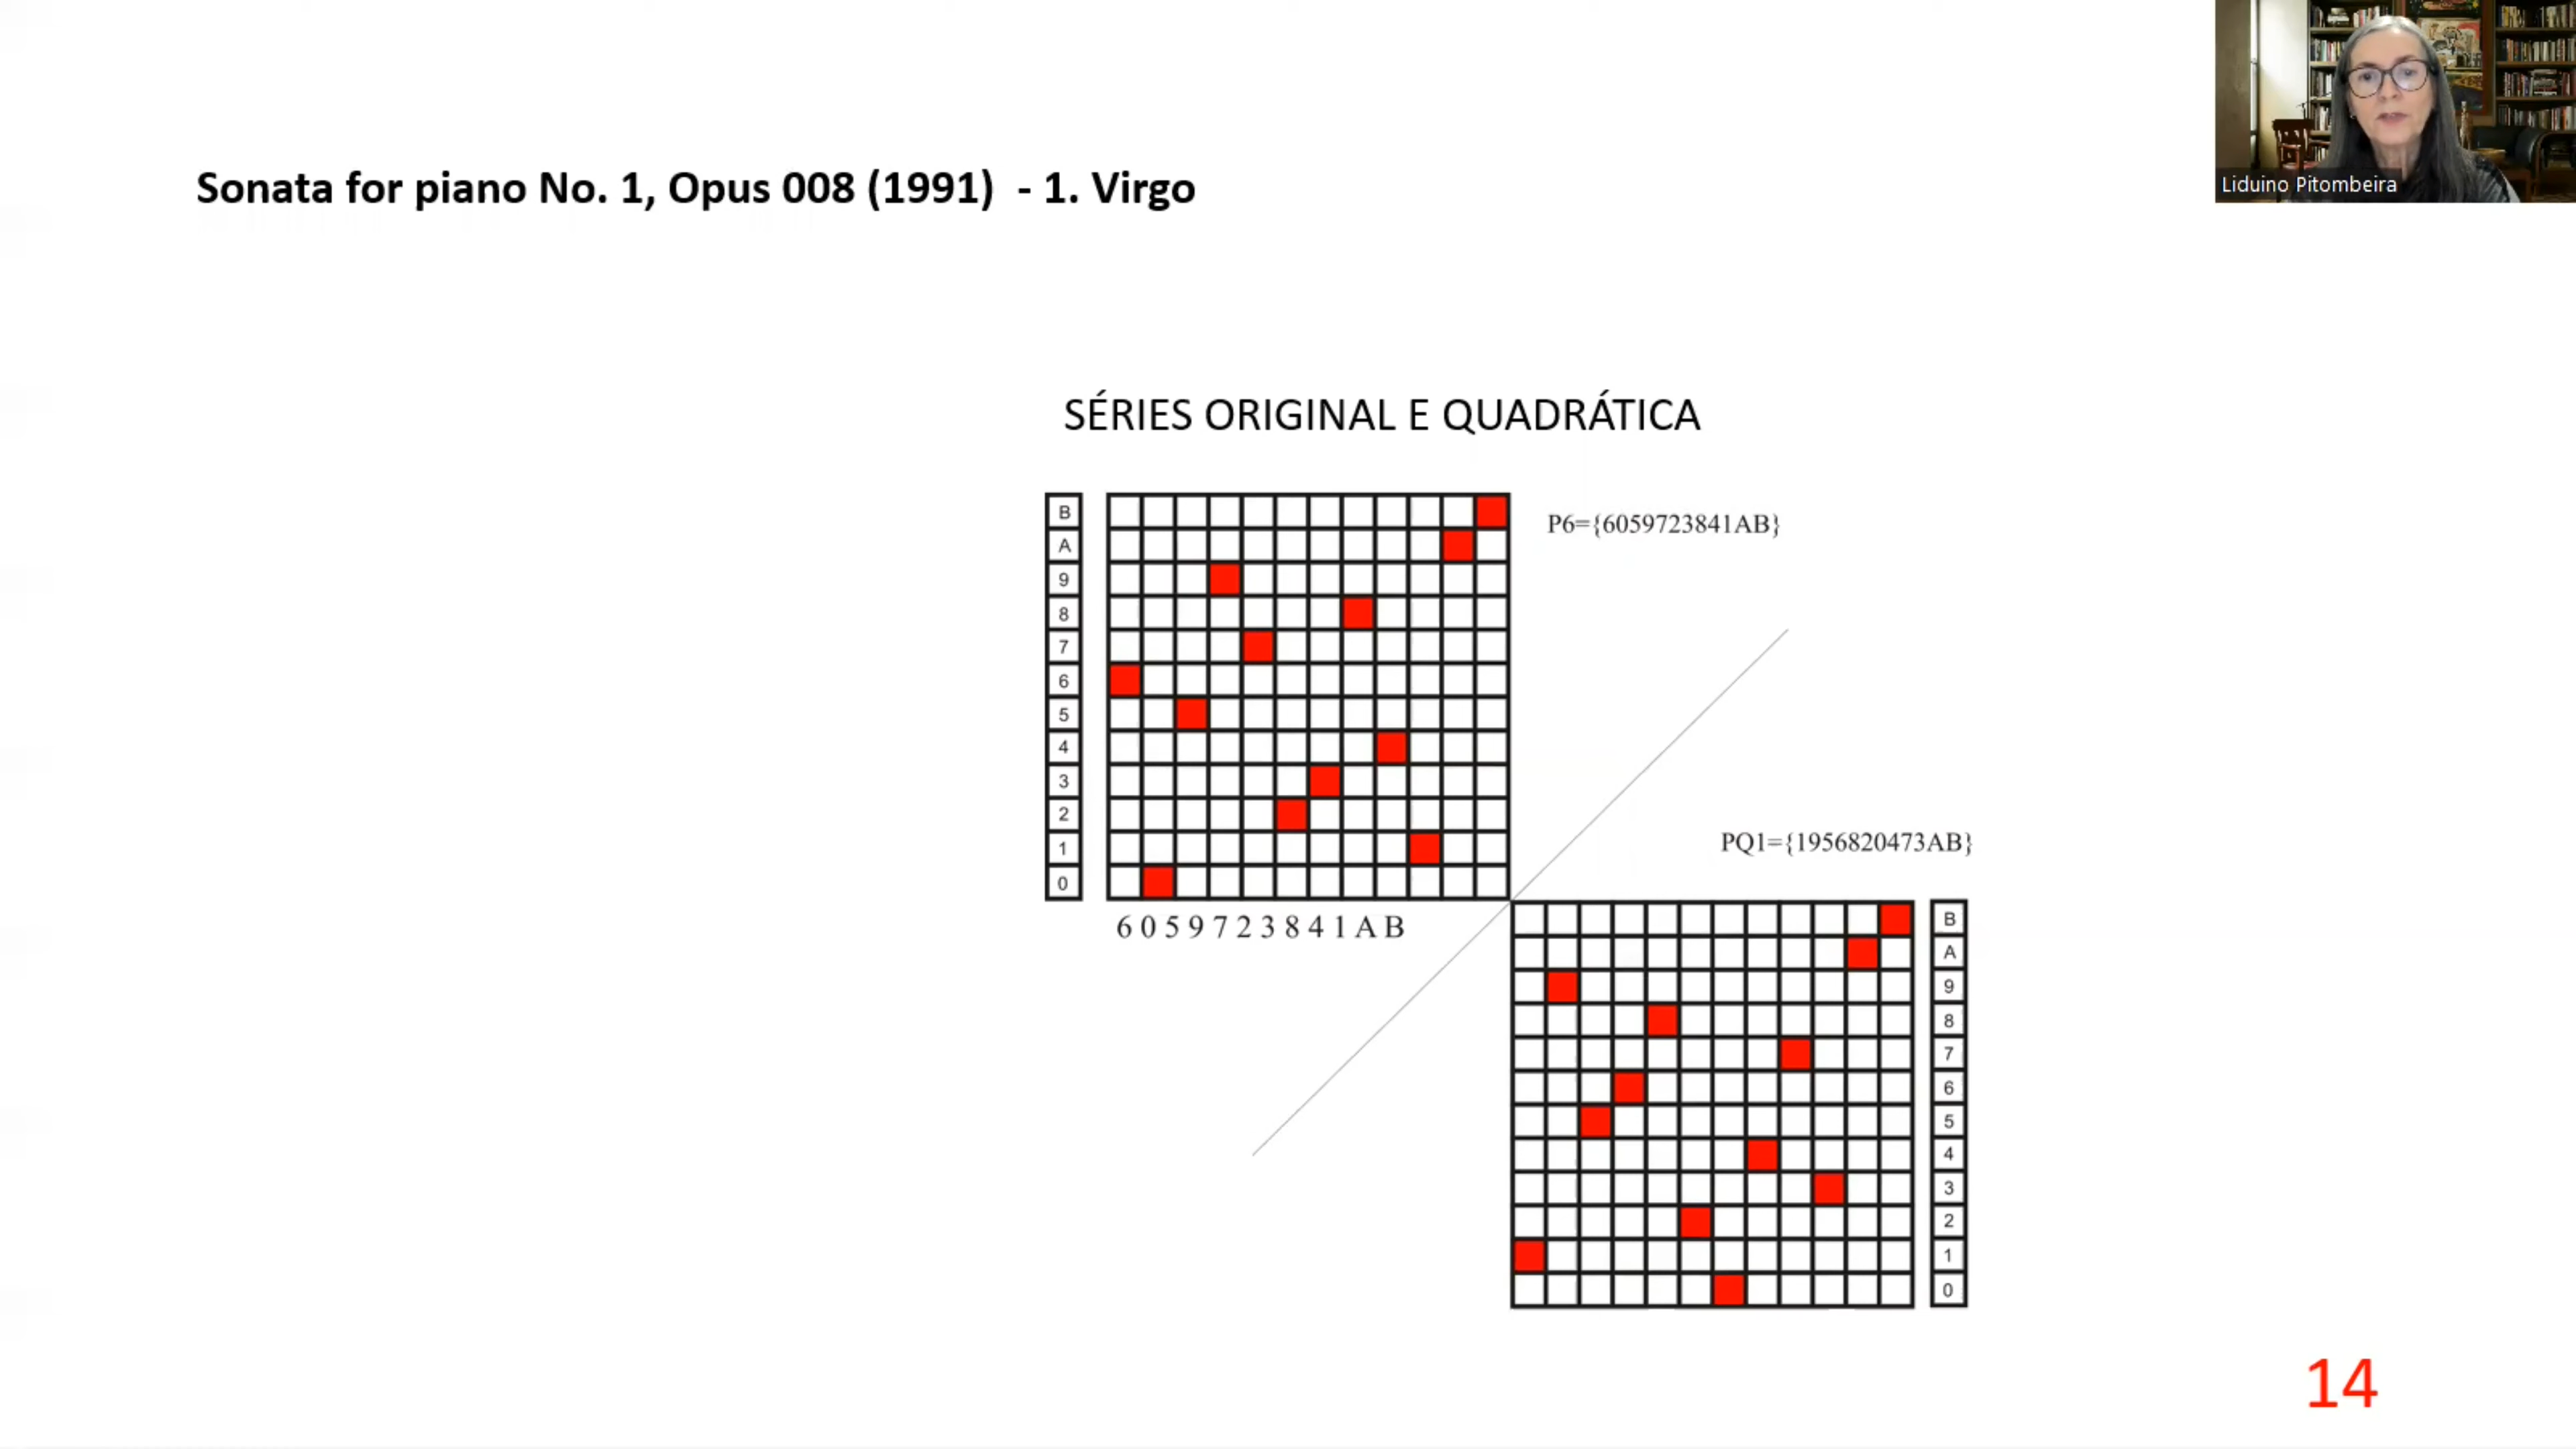 Liduino Pitombeira
Sonata for piano No. 1, Opus 008 (1991) - 1. Virgo
SÉRIES ORIGINAL E QUADRÁTICA
B
A
9
8
7
6
5
4
3
2
1
0
P6={6059723841AB}
6 0 5 9 7 2 3 8 4 1 A B
PQ1={1956820473AB}
B
A
9
8
7
6
5
4
3
2
1
0
14